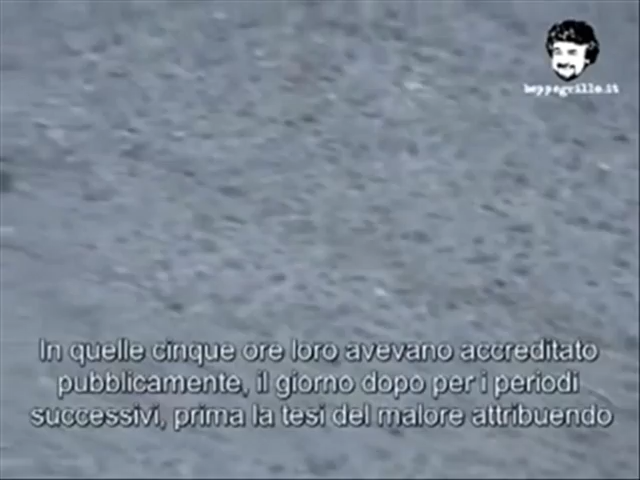 beppegrillo.it
In quelle cinque ore loro avevano accreditato
pubblicamente, il giorno dopo per i periodi
successivi, prima la tesi del malore attribuendo